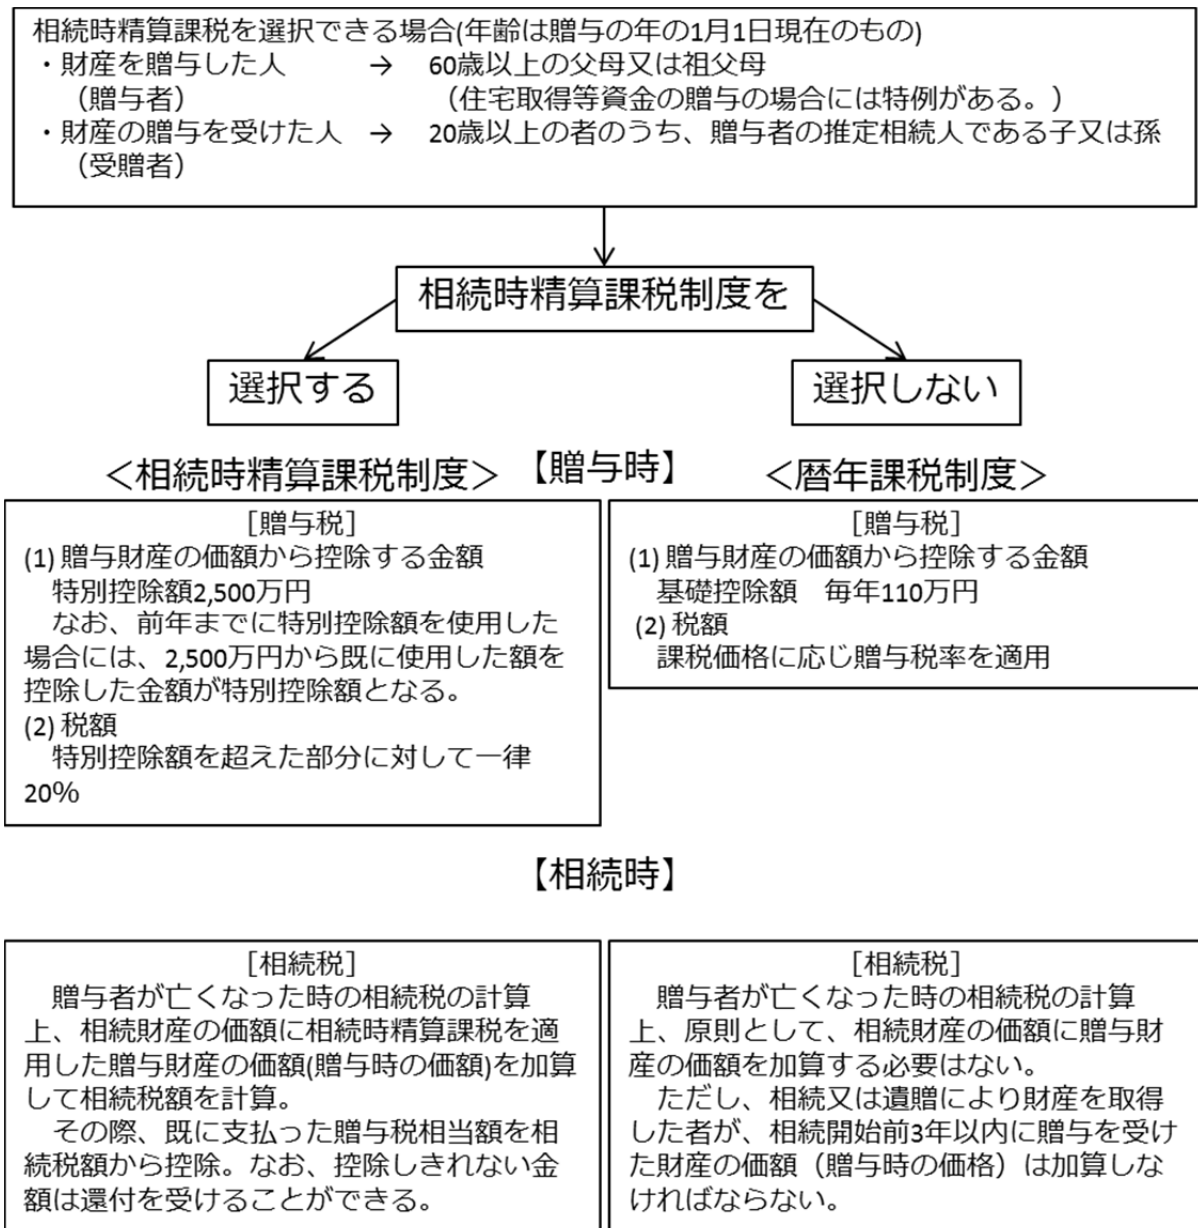 相続時精算課税を選択できる場合(年齢は贈与の年の1月1日現在のもの)
・財産を贈与した人　→　60歳以上の父母又は祖父母
（贈与者）　（住宅取得等資金の贈与の場合には特例がある。）
・財産の贈与を受けた人　→　20歳以上の者のうち、贈与者の推定相続人である子又は孫
（受贈者）
相続時精算課税制度を
選択する
選択しない
【贈与時】
＜相続時精算課税制度＞
［贈与税］
(1) 贈与財産の価額から控除する金額
特別控除額2,500万円
なお、前年までに特別控除額を使用した
場合には、2,500万円から既に使用した額を
控除した金額が特別控除額となる。
(2) 税額
特別控除額を超えた部分に対して一律
20％
＜暦年課税制度＞
［贈与税］
(1) 贈与財産の価額から控除する金額
基礎控除額　毎年110万円
(2) 税額
課税価格に応じ贈与税率を適用
【相続時】
［相続税］
贈与者が亡くなった時の相続税の計算
上、相続財産の価額に相続時精算課税を適
用した贈与財産の価額(贈与時の価額)を加算
して相続税額を計算。
その際、既に支払った贈与税相当額を相
続税額から控除。なお、控除しきれない金
額は還付を受けることができる。
［相続税］
贈与者が亡くなった時の相続税の計算
上、原則として、相続財産の価額に贈与財
産の価額を加算する必要はない。
ただし、相続又は遺贈により財産を取得
した者が、相続開始前3年以内に贈与を受け
た財産の価額（贈与時の価格）は加算しな
ければならない。